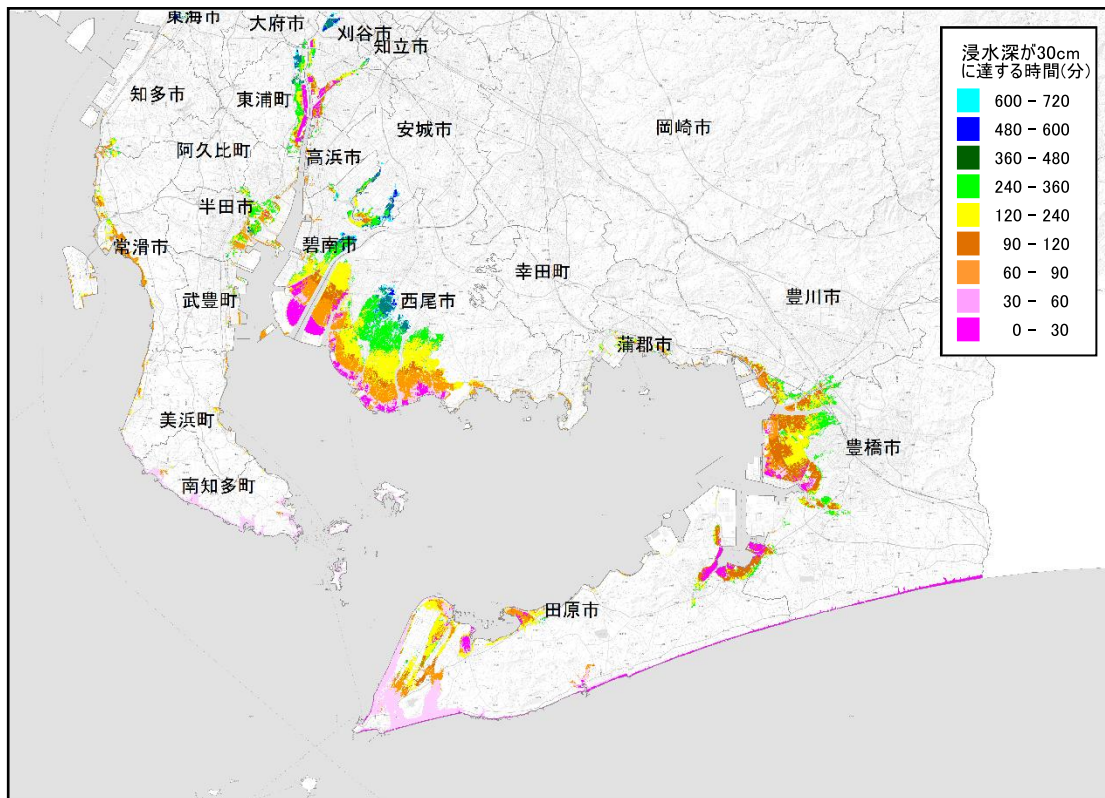 東海市
大府市
刈谷市
知立市
知多市
東浦町
安城市
岡崎市
阿久比町
高浜市
半田市
常滑市
碧南市
幸田町
武豊町
西尾市
豊川市
蒲郡市
美浜町
豊橋市
南知多町
田原市
浸水深が30cm
に達する時間(分)
600 − 720
480 − 600
360 − 480
240 − 360
120 − 240
90 − 120
60 − 90
30 − 60
0 − 30